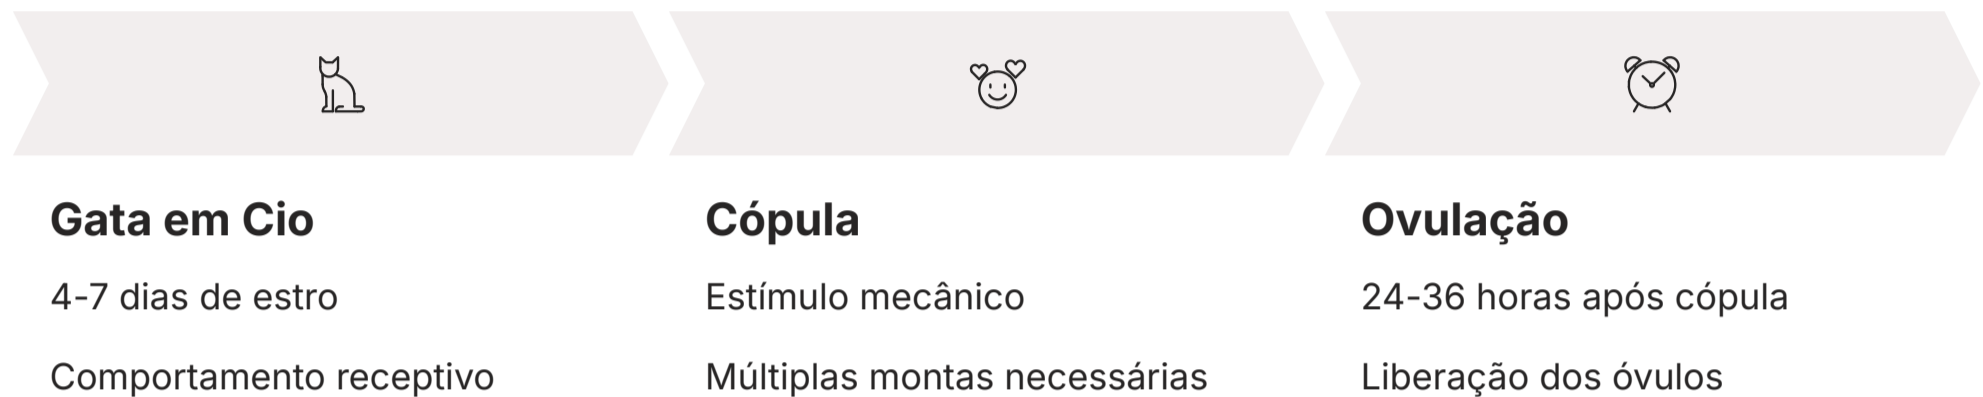 Gata em Cio
4-7 dias de estro
Comportamento receptivo
Cópula
Estímulo mecânico
Múltiplas montas necessárias
Ovulação
24-36 horas após cópula
Liberação dos óvulos